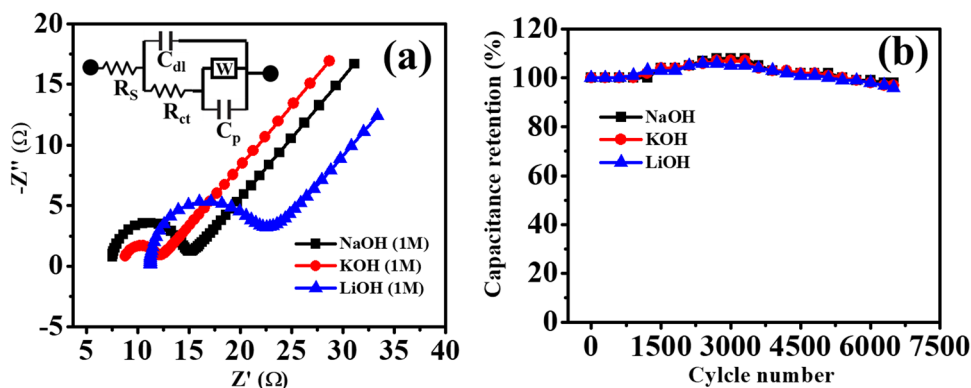 (a)
C_dl
R_S
W
R_ct
C_p
20
15
10
5
0
-5
-Z'' (Ω)
NaOH (1M)
KOH (1M)
LiOH (1M)
5 10 15 20 25 30 35 40
Z' (Ω)
(b)
120
100
80
60
40
20
0
Capacitance retention (%)
NaOH
KOH
LiOH
0 1500 3000 4500 6000 7500
Cylcle number